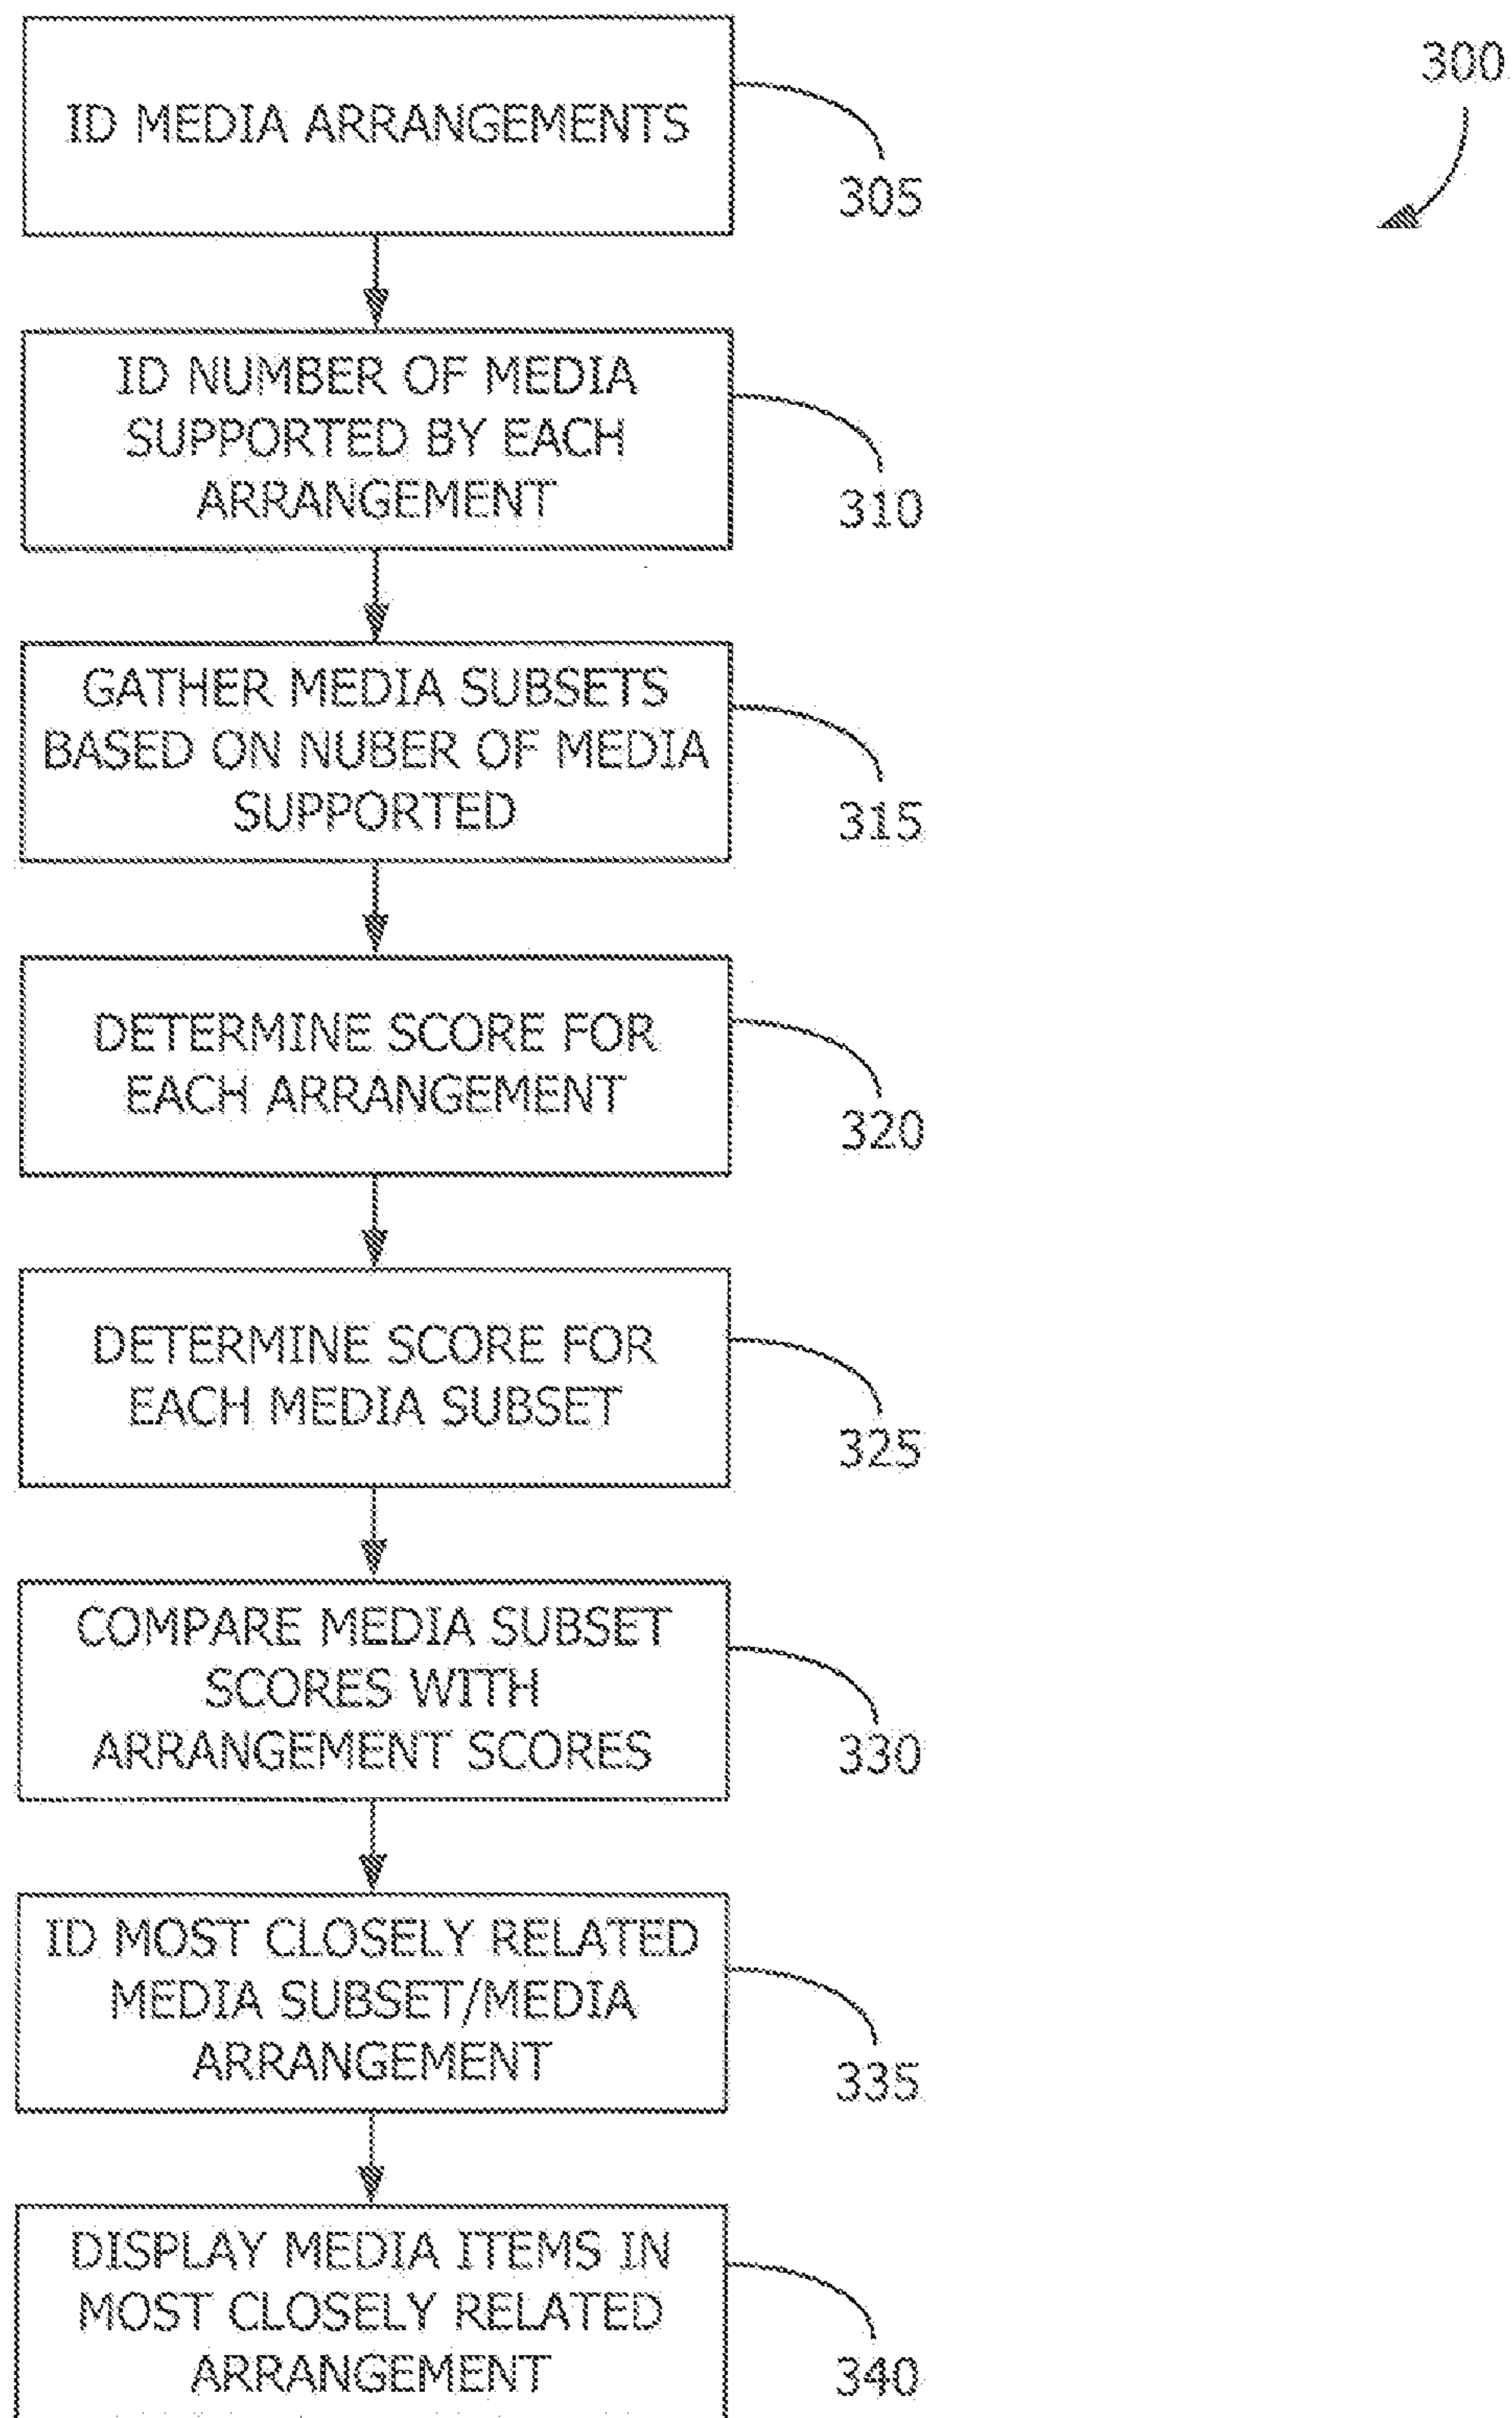 300
ID MEDIA ARRANGEMENTS
305
ID NUMBER OF MEDIA
SUPPORTED BY EACH
ARRANGEMENT
310
GATHER MEDIA SUBSETS
BASED ON NUBER OF MEDIA
SUPPORTED
315
DETERMINE SCORE FOR
EACH ARRANGEMENT
320
DETERMINE SCORE FOR
EACH MEDIA SUBSET
325
COMPARE MEDIA SUBSET
SCORES WITH
ARRANGEMENT SCORES
330
ID MOST CLOSELY RELATED
MEDIA SUBSET/MEDIA
ARRANGEMENT
335
DISPLAY MEDIA ITEMS IN
MOST CLOSELY RELATED
ARRANGEMENT
340